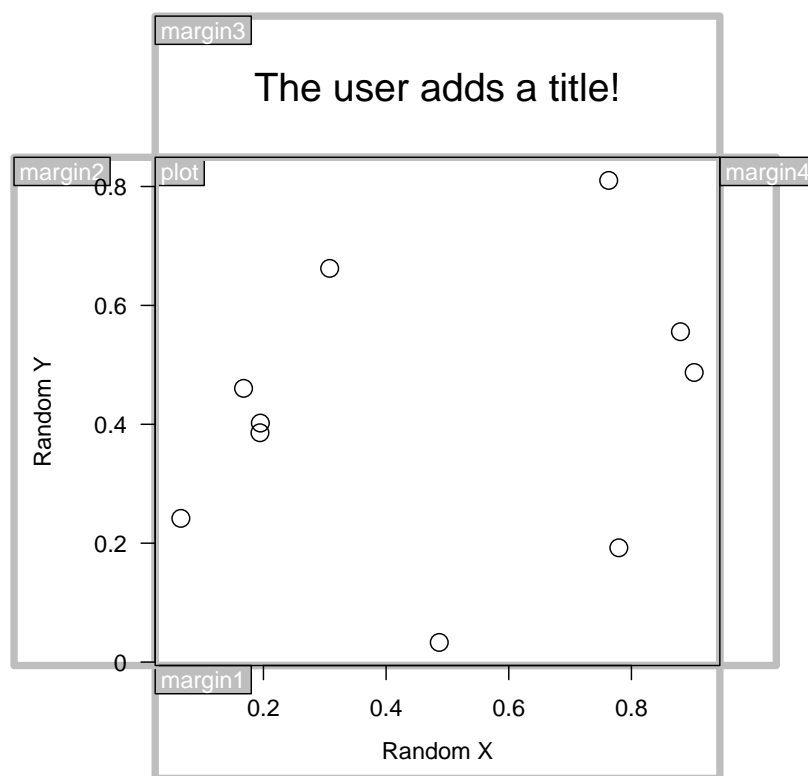 margin3
The user adds a title!
margin2
plot
margin4
0.8
0.6
Random Y
0.4
0.2
0
margin1
0.2 0.4 0.6 0.8
Random X